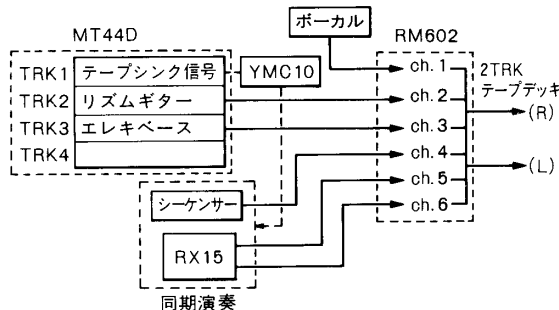 ボーカル
MT44D
RM602
TRK1 テープシンク信号
YMC10
ch.1
2TRK
テープデッキ
TRK2 リズムギター
ch.2
(R)
TRK3 エレキベース
ch.3
TRK4
ch.4
(L)
シーケンサー
ch.5
ch.6
RX15
同期演奏